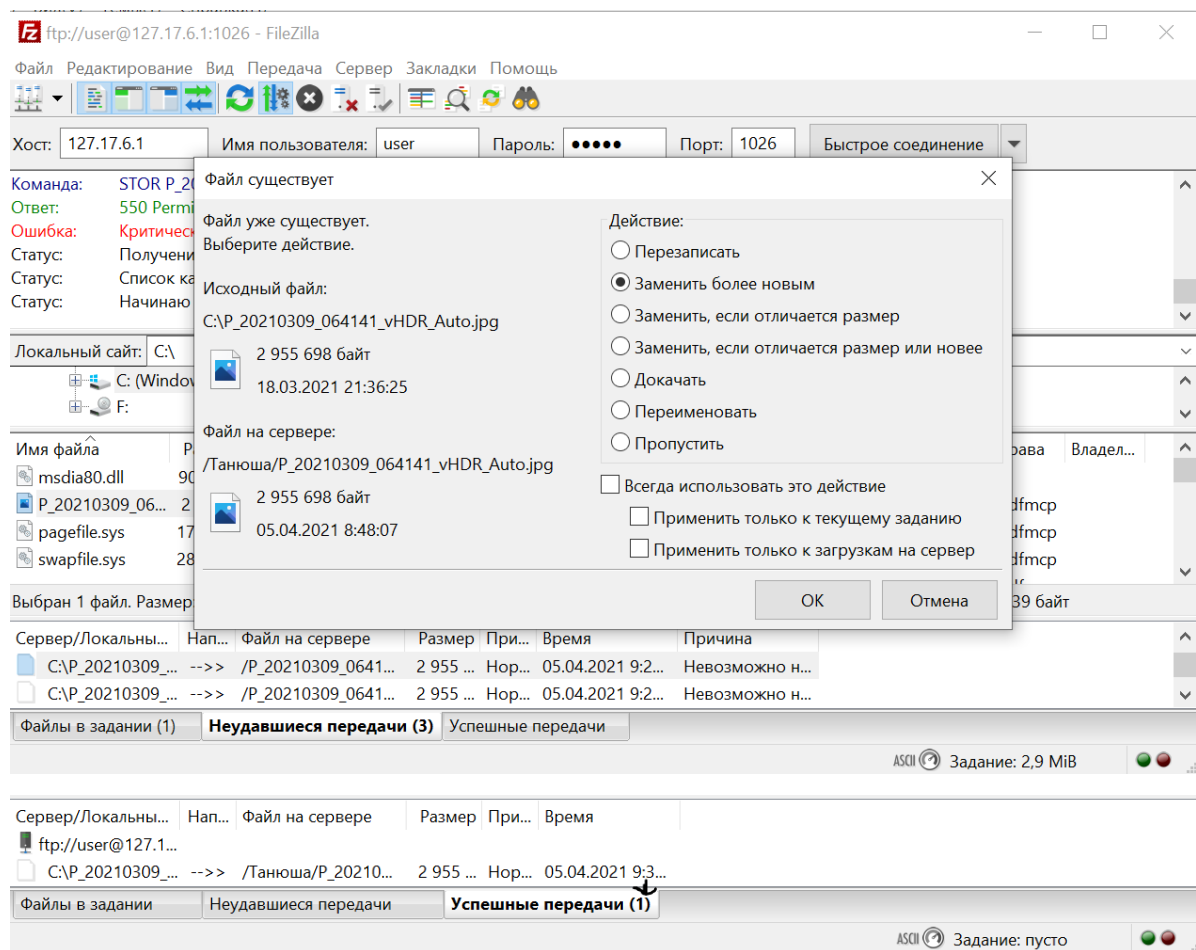 ftp://user@127.17.6.1:1026 - FileZilla
Файл Редактирование Вид Передача Сервер Закладки Помощь
Хост: 127.17.6.1 Имя пользователя: user Пароль: ●●●●● Порт: 1026 Быстрое соединение
Команда: STOR P_20
Ответ: 550 Permi
Ошибка: Критическ
Статус: Получени
Статус: Список ка
Статус: Начинаю
Файл существует
Файл уже существует.
Выберите действие.
Исходный файл:
C:\P_20210309_064141_vHDR_Auto.jpg
2 955 698 байт
18.03.2021 21:36:25
Файл на сервере:
/Танюша/P_20210309_064141_vHDR_Auto.jpg
2 955 698 байт
05.04.2021 8:48:07
Действие:
Перезаписать
Заменить более новым
Заменить, если отличается размер
Заменить, если отличается размер или новее
Докачать
Переименовать
Пропустить
Всегда использовать это действие
Применить только к текущему заданию
Применить только к загрузкам на сервер
OK Отмена
Локальный сайт: C:\
C: (Window
F:
Имя файла Р рава Владел...
msdia80.dll 90
P_20210309_06... 2 dfmcp
pagefile.sys 17 dfmcp
swapfile.sys 28 dfmcp
Выбран 1 файл. Размер: 39 байт
Сервер/Локальны... Нап... Файл на сервере Размер При... Время Причина
C:\P_20210309_... -->> /P_20210309_0641... 2 955 ... Нор... 05.04.2021 9:2... Невозможно н...
C:\P_20210309_... -->> /P_20210309_0641... 2 955 ... Нор... 05.04.2021 9:2... Невозможно н...
Файлы в задании (1) Неудавшиеся передачи (3) Успешные передачи
ASCII Задание: 2,9 MiB
Сервер/Локальны... Нап... Файл на сервере Размер При... Время
ftp://user@127.1...
C:\P_20210309_... -->> /Танюша/P_20210... 2 955 ... Нор... 05.04.2021 9:3...
Файлы в задании Неудавшиеся передачи Успешные передачи (1)
ASCII Задание: пусто